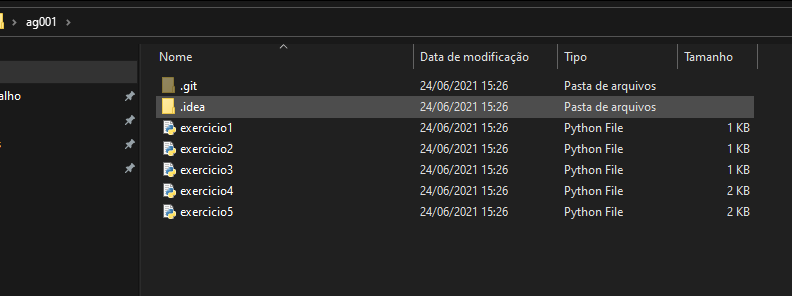 ag001
Nome Data de modificação Tipo Tamanho
.git 24/06/2021 15:26 Pasta de arquivos
alho .idea 24/06/2021 15:26 Pasta de arquivos
exercicio1 24/06/2021 15:26 Python File 1 KB
s exercicio2 24/06/2021 15:26 Python File 1 KB
exercicio3 24/06/2021 15:26 Python File 1 KB
exercicio4 24/06/2021 15:26 Python File 2 KB
exercicio5 24/06/2021 15:26 Python File 2 KB